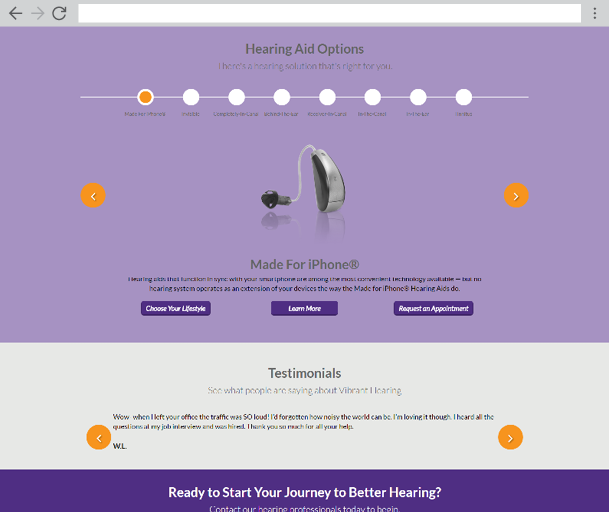 Hearing Aid Options
There's a hearing solution that's right for you.
Made For iPhone®
Invisible
Completely-In-Canal
Behind-The-Ear
Receiver-In-Canal
In-The-Canal
In-The-Ear
Tinnitus
Made For iPhone®
Hearing aids that function in sync with your smartphone are among the most convenient technology available — but no
hearing system operates as an extension of your devices the way the Made for iPhone® Hearing Aids do.
Choose Your Lifestyle
Learn More
Request an Appointment
Testimonials
See what people are saying about Vibrant Hearing
Wow- when I left your office the traffic was SO loud! I'd forgotten how noisy the world can be. I'm loving it though. I heard all the
questions at my job interview and was hired. Thank you so much for all your help.
W.L.
Ready to Start Your Journey to Better Hearing?
Contact our hearing professionals today to begin.